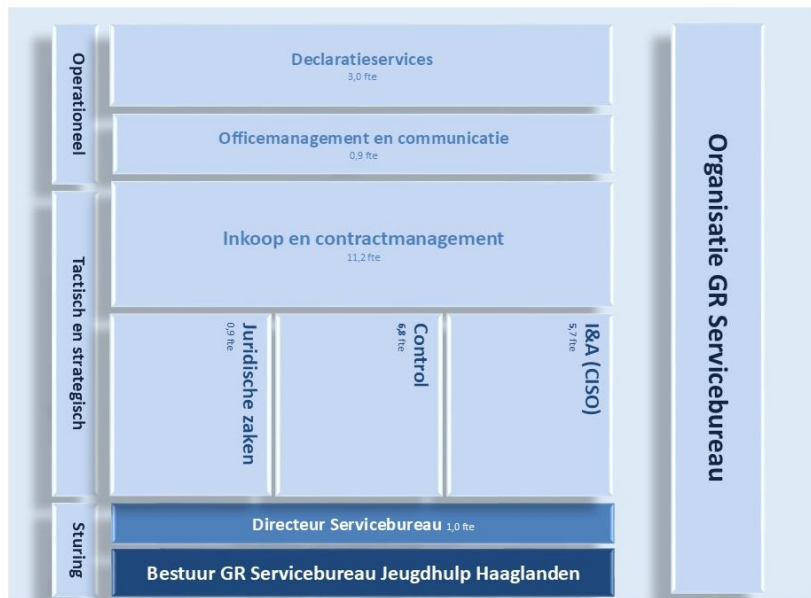 Organisatie GR Servicebureau
Operationeel
Declaratieservices
3,0 fte
Officemanagement en communicatie
0,9 fte
Tactisch en strategisch
Inkoop en contractmanagement
11,2 fte
Juridische zaken
0,9 fte
Control
6,8 fte
I&A (CISO)
5,7 fte
Sturing
Directeur Servicebureau 1,0 fte
Bestuur GR Servicebureau Jeugdhulp Haaglanden